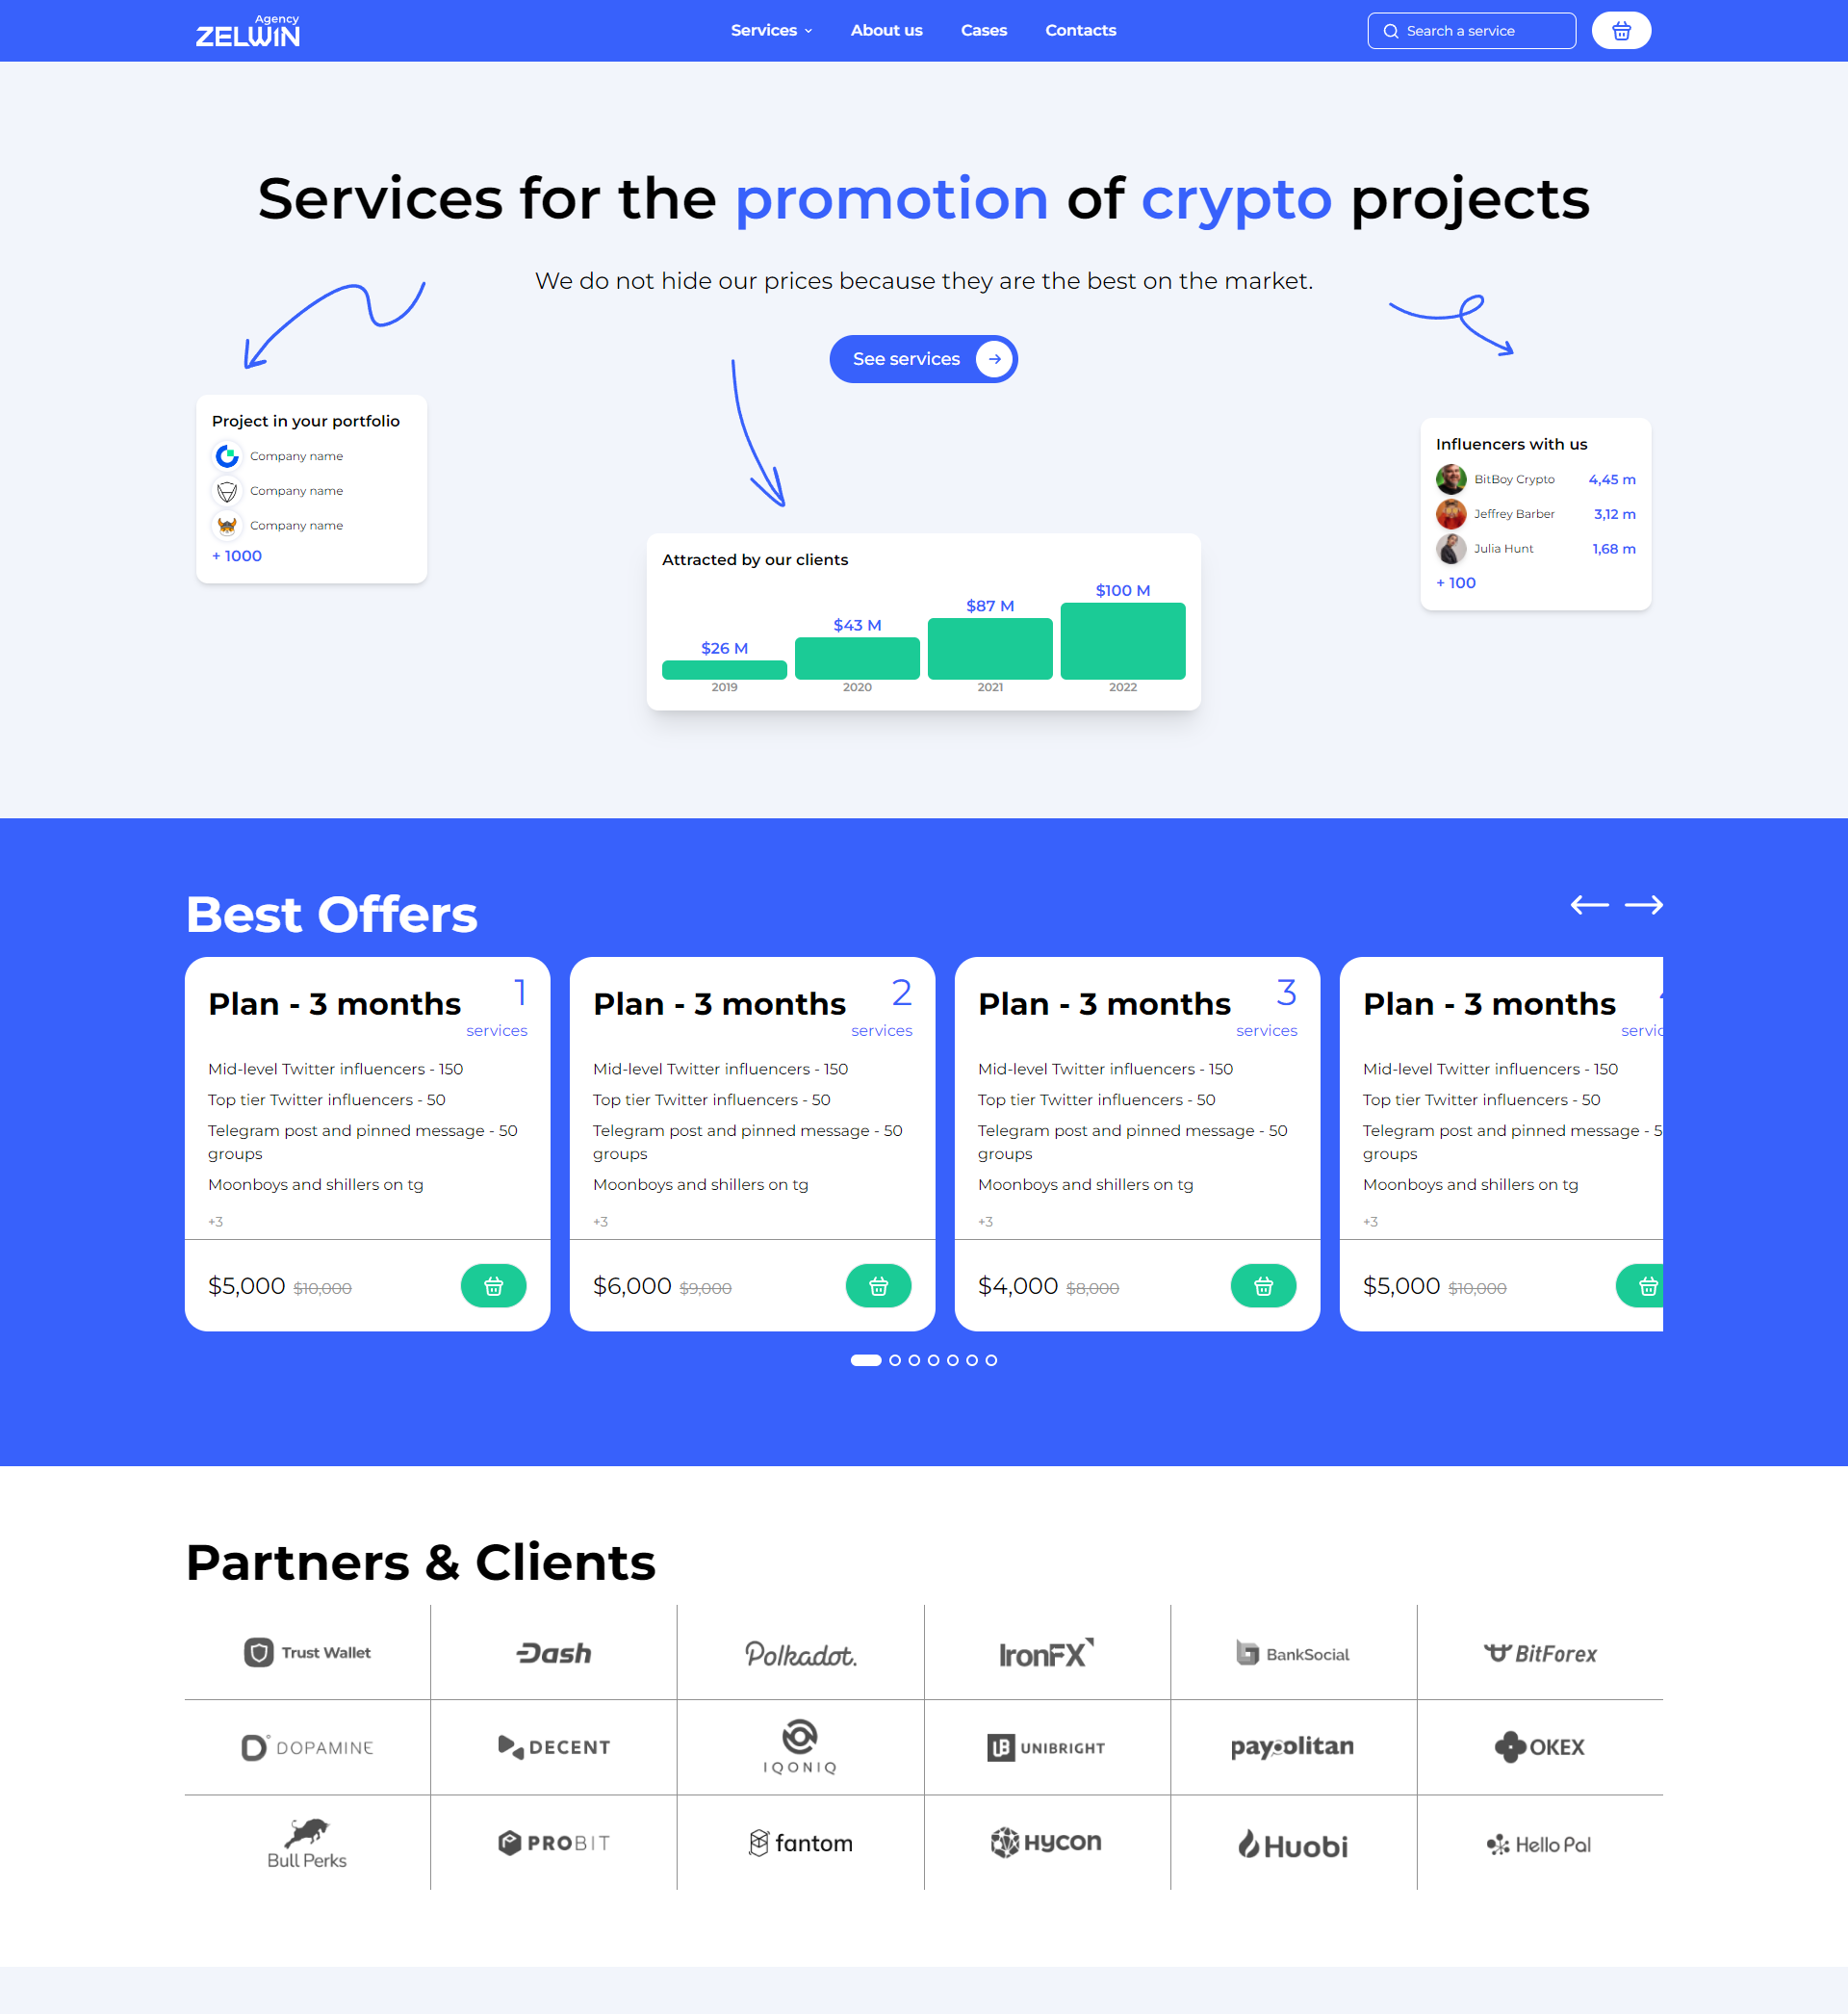 Agency
ZELWIN
Services
About us
Cases
Contacts
Search a service
Services for the promotion of crypto projects
We do not hide our prices because they are the best on the market.
See services
Project in your portfolio
Company name
Company name
Company name
+ 1000
Influencers with us
BitBoy Crypto 4,45 m
Jeffrey Barber 3,12 m
Julia Hunt 1,68 m
+ 100
Attracted by our clients
$26 M
$43 M
$87 M
$100 M
2019
2020
2021
2022
Best Offers
Plan - 3 months
1
services
Mid-level Twitter influencers - 150
Top tier Twitter influencers - 50
Telegram post and pinned message - 50
groups
Moonboys and shillers on tg
+3
$5,000 $10,000
Plan - 3 months
2
services
Mid-level Twitter influencers - 150
Top tier Twitter influencers - 50
Telegram post and pinned message - 50
groups
Moonboys and shillers on tg
+3
$6,000 $9,000
Plan - 3 months
3
services
Mid-level Twitter influencers - 150
Top tier Twitter influencers - 50
Telegram post and pinned message - 50
groups
Moonboys and shillers on tg
+3
$4,000 $8,000
Plan - 3 months
servic
Mid-level Twitter influencers - 150
Top tier Twitter influencers - 50
Telegram post and pinned message - 5
groups
Moonboys and shillers on tg
+3
$5,000 $10,000
Partners & Clients
Trust Wallet
Dash
Polkadot.
IronFX
BankSocial
BitForex
DOPAMINE
DECENT
IQONIQ
UNIBRIGHT
paypolitan
OKEX
Bull Perks
PROBIT
fantom
HYCON
Huobi
Hello Pal